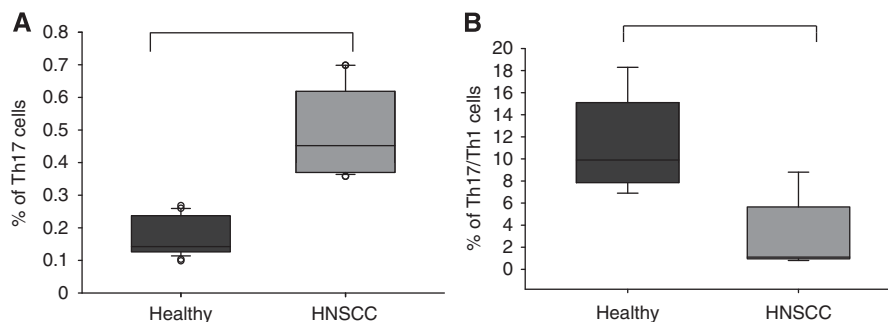 A
% of Th17 cells
0.8
0.7
0.6
0.5
0.4
0.3
0.2
0.1
0
Healthy
HNSCC
B
% of Th17/Th1 cells
20
18
16
14
12
10
8
6
4
2
0
Healthy
HNSCC